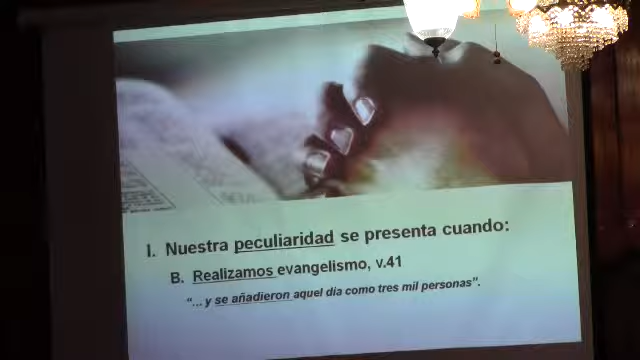 I. Nuestra peculiaridad se presenta cuando:
B. Realizamos evangelismo, v.41
“... y se añadieron aquel día como tres mil personas”.